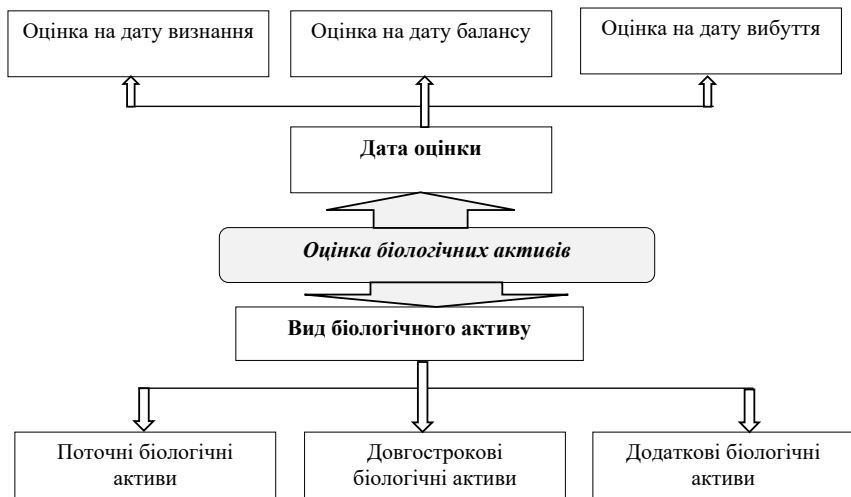 Оцінка на дату визнання
Оцінка на дату балансу
Оцінка на дату вибуття
Дата оцінки
Оцінка біологічних активів
Вид біологічного активу
Поточні біологічні
активи
Довгострокові
біологічні активи
Додаткові біологічні
активи